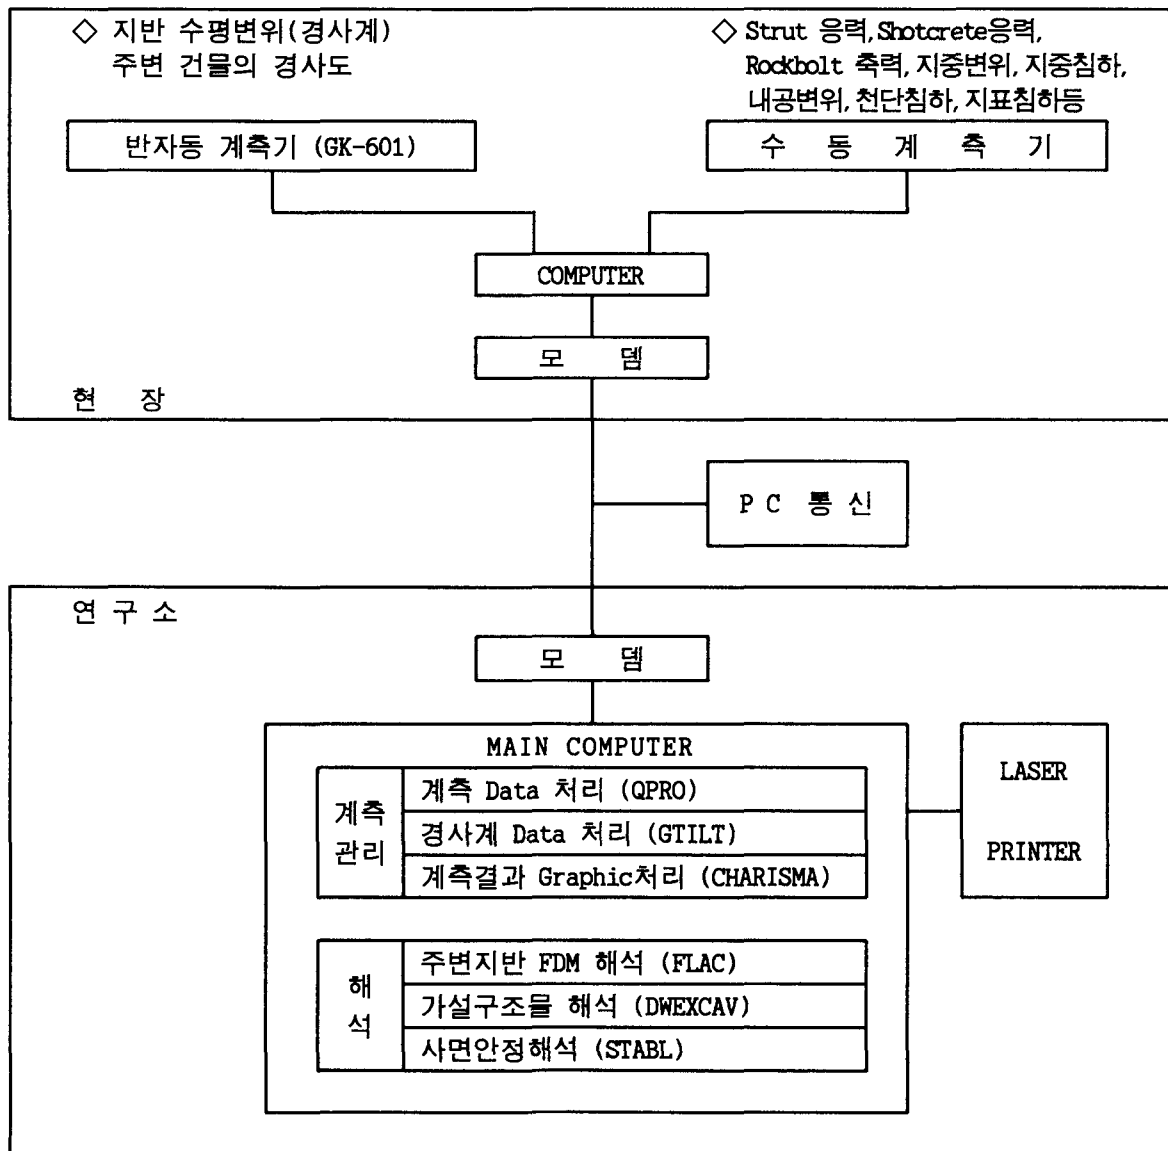 ◇ 지반 수평변위(경사계)
주변 건물의 경사도
반자동 계측기 (GK-601)
◇ Strut 응력, Shotcrete응력,
Rockbolt 축력, 지중변위, 지중침하,
내공변위, 천단침하, 지표침하등
수 동 계 측 기
COMPUTER
모 뎀
현 장
P C 통 신
연 구 소
모 뎀
MAIN COMPUTER
계측
관리
계측 Data 처리 (QPRO)
경사계 Data 처리 (GTILT)
계측결과 Graphic처리 (CHARISMA)
해
석
주변지반 FDM 해석 (FLAC)
가설구조물 해석 (DWEXCAV)
사면안정해석 (STABL)
LASER
PRINTER